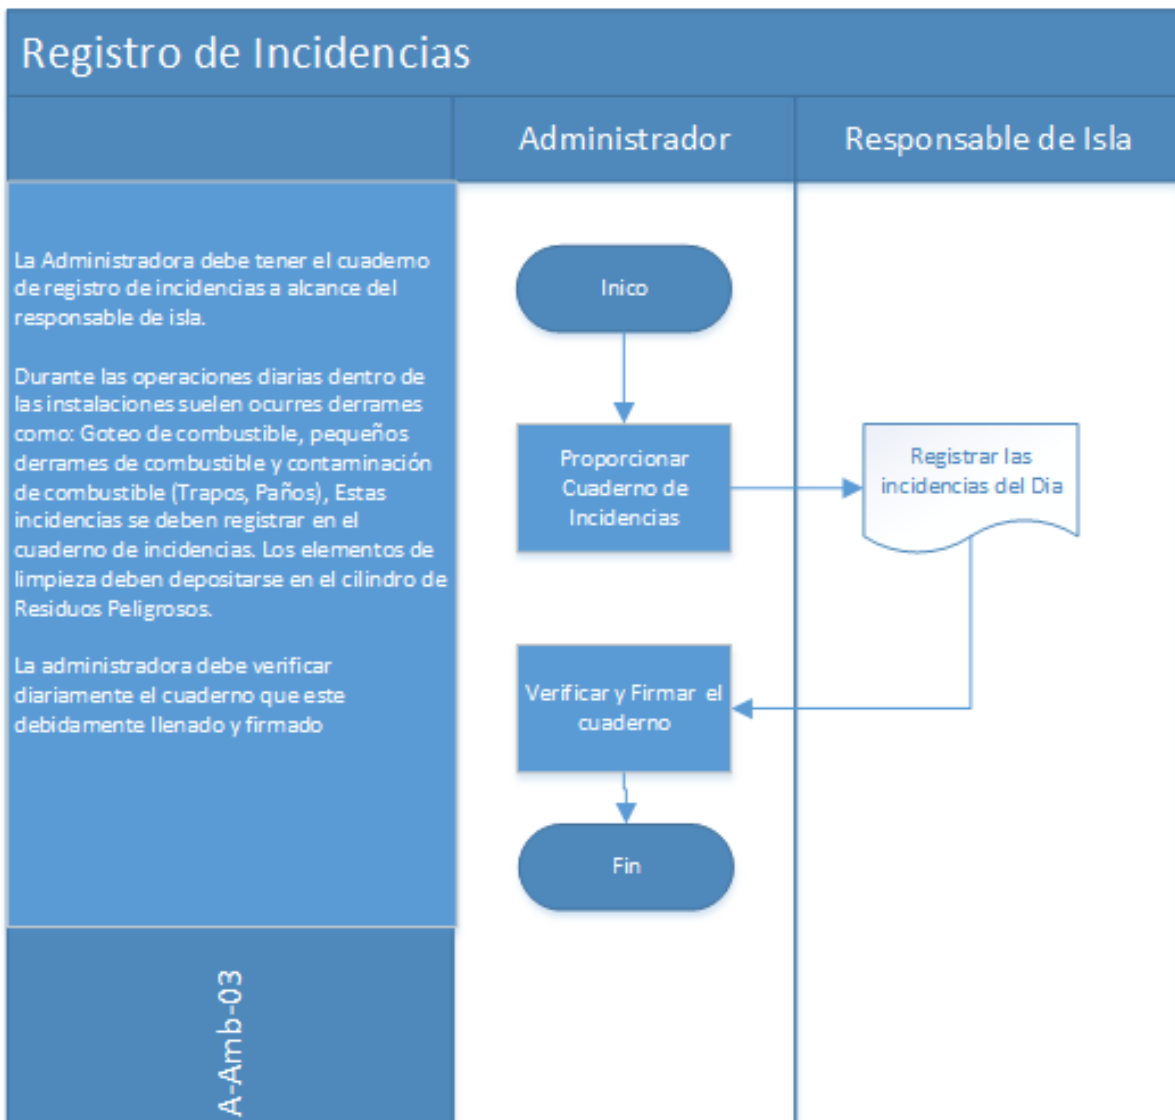 Registro de Incidencias
Administrador
Responsable de Isla
La Administradora debe tener el cuaderno
de registro de incidencias a alcance del
responsable de isla.
Durante las operaciones diarias dentro de
las instalaciones suelen ocurres derrames
como: Goteo de combustible, pequeños
derrames de combustible y contaminación
de combustible (Trapos, Paños), Estas
incidencias se deben registrar en el
cuaderno de incidencias. Los elementos de
limpieza deben depositarse en el cilindro de
Residuos Peligrosos.
La administradora debe verificar
diariamente el cuaderno que este
debidamente llenado y firmado
Inico
Proporcionar
Cuaderno de
Incidencias
Registrar las
incidencias del Dia
Verificar y Firmar el
cuaderno
Fin
A-Amb-03